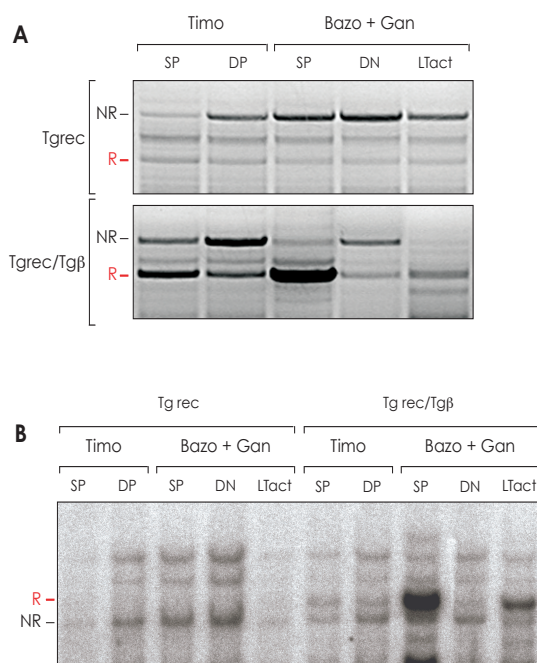 A
Timo Bazo + Gan
SP DP SP DN LTact
Tgrec
NR
R
Tgrec/Tgβ
NR
R
B
Tg rec Tg rec/Tgβ
Timo Bazo + Gan Timo Bazo + Gan
SP DP SP DN LTact SP DP SP DN LTact
R
NR